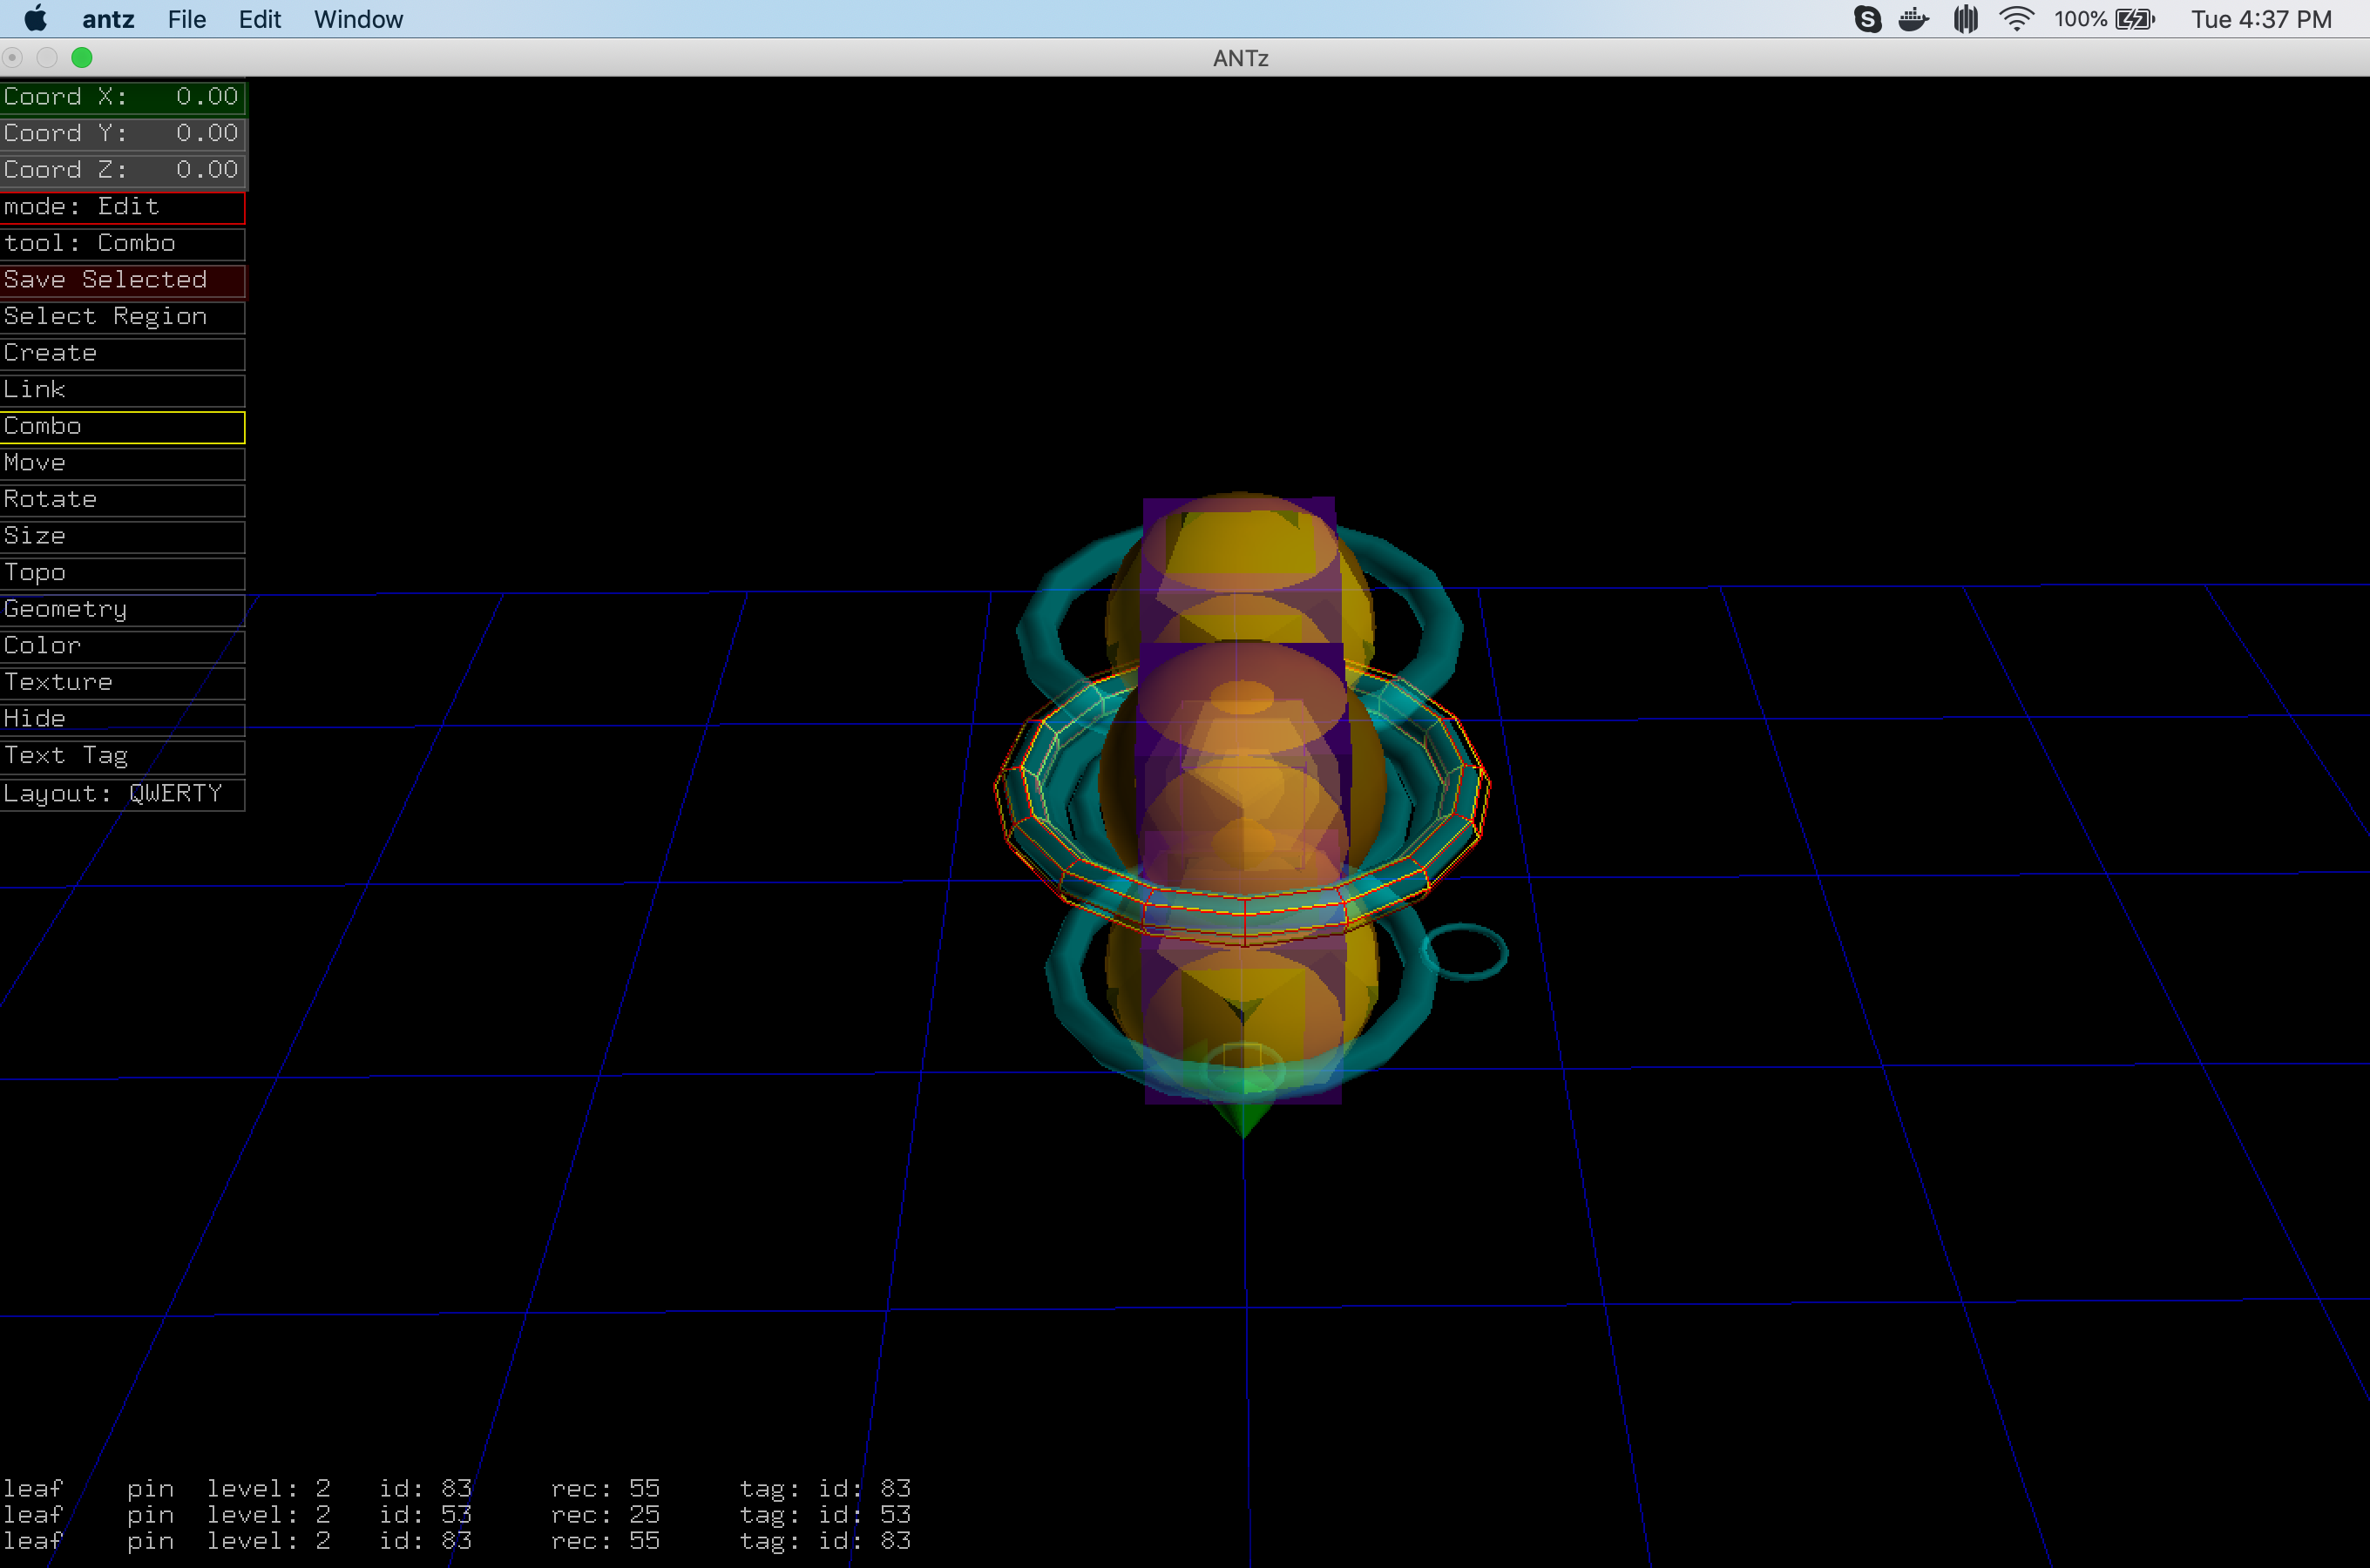 antz File Edit Window 100% Tue 4:37 PM
ANTz
Coord X: 0.00
Coord Y: 0.00
Coord Z: 0.00
mode: Edit
tool: Combo
Save Selected
Select Region
Create
Link
Combo
Move
Rotate
Size
Topo
Geometry
Color
Texture
Hide
Text Tag
Layout: QWERTY
leaf pin level: 2 id: 83 rec: 55 tag: id: 83
leaf pin level: 2 id: 53 rec: 25 tag: id: 53
leaf pin level: 2 id: 83 rec: 55 tag: id: 83